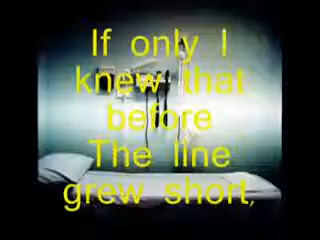 If only I
knew that
before
The line
grew short,